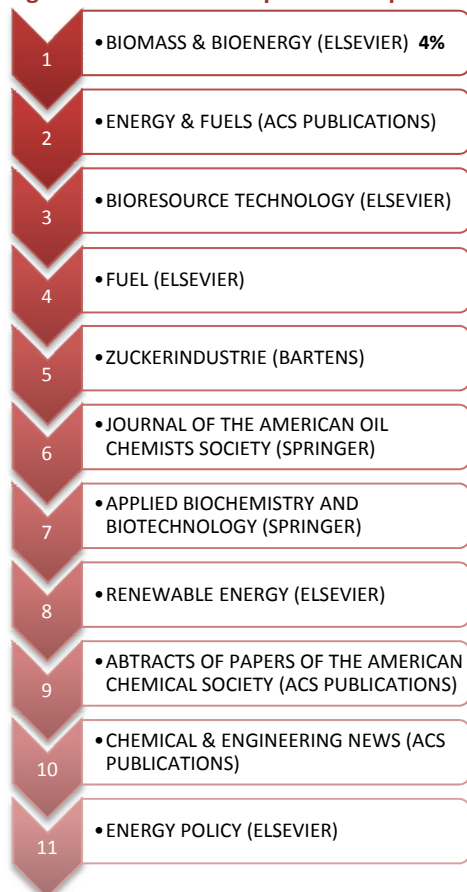 1
•BIOMASS & BIOENERGY (ELSEVIER) 4%
2
•ENERGY & FUELS (ACS PUBLICATIONS)
3
•BIORESOURCE TECHNOLOGY (ELSEVIER)
4
•FUEL (ELSEVIER)
5
•ZUCKERINDUSTRIE (BARTENS)
6
•JOURNAL OF THE AMERICAN OIL
CHEMISTS SOCIETY (SPRINGER)
7
•APPLIED BIOCHEMISTRY AND
BIOTECHNOLOGY (SPRINGER)
8
•RENEWABLE ENERGY (ELSEVIER)
9
•ABTRACTS OF PAPERS OF THE AMERICAN
CHEMICAL SOCIETY (ACS PUBLICATIONS)
10
•CHEMICAL & ENGINEERING NEWS (ACS
PUBLICATIONS)
11
•ENERGY POLICY (ELSEVIER)